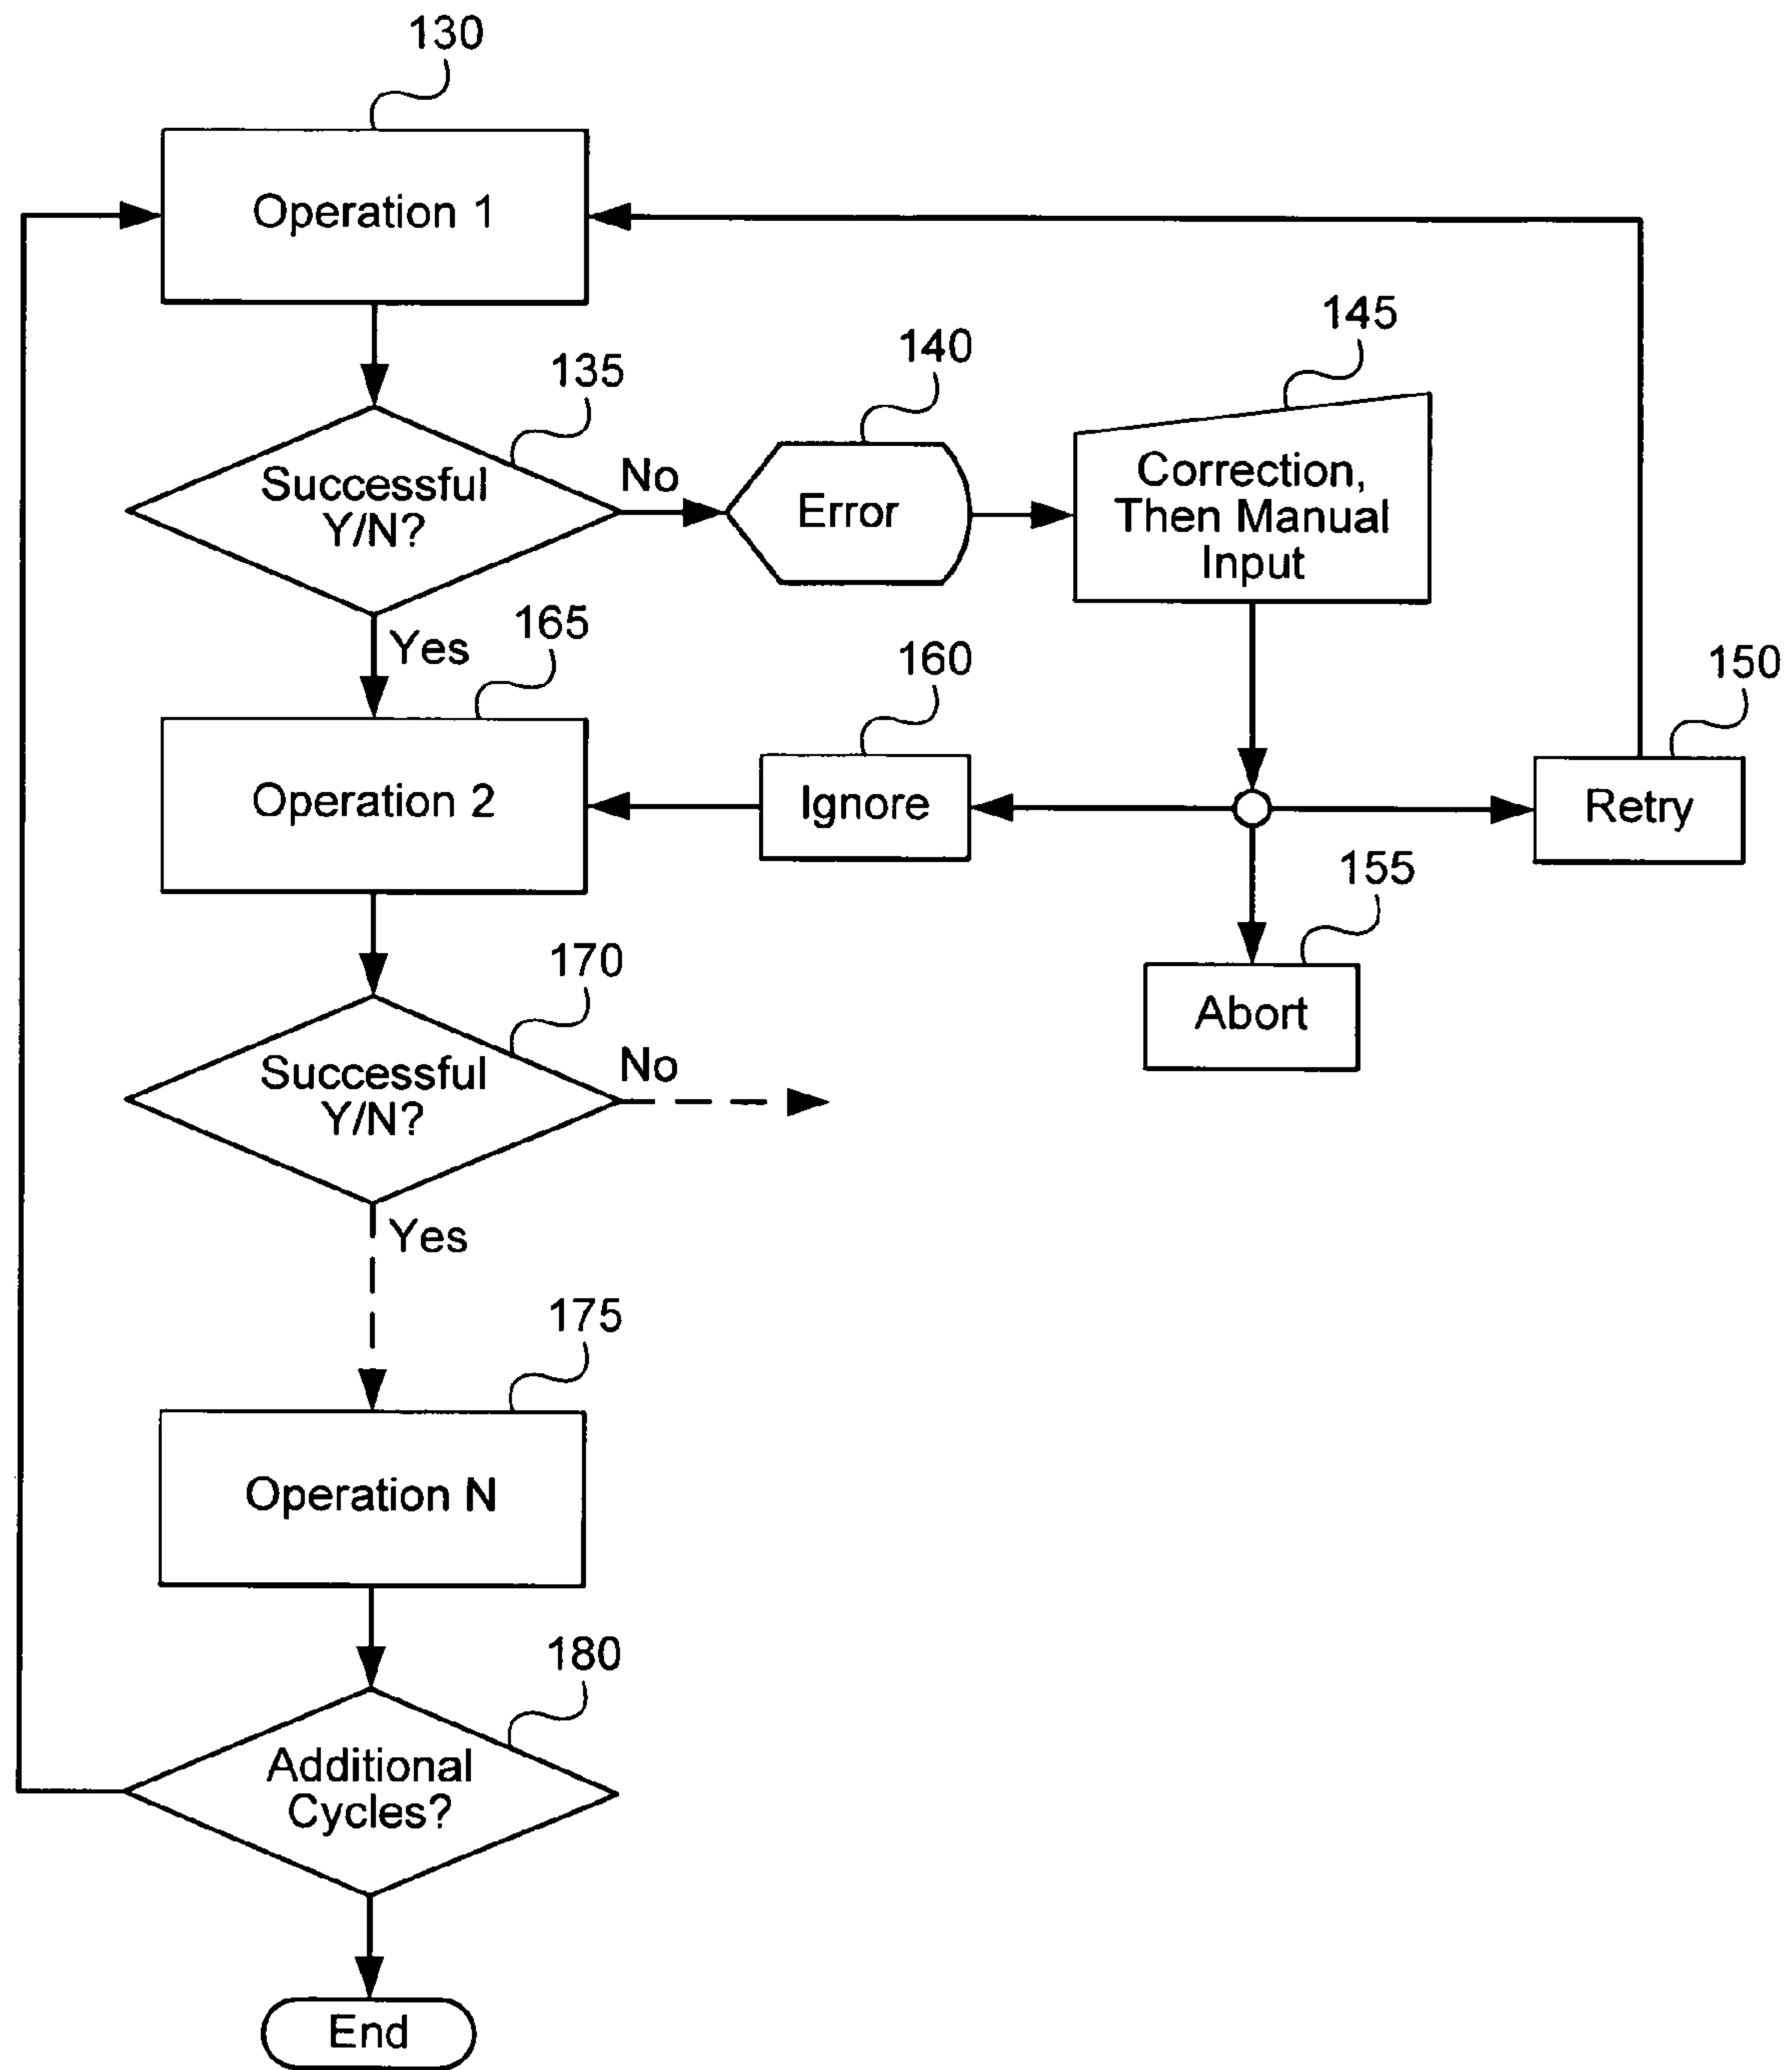 130
Operation 1
135
Successful
Y/N?
No
140
Error
145
Correction,
Then Manual
Input
Yes
165
Operation 2
160
Ignore
150
Retry
155
Abort
170
Successful
Y/N?
No
Yes
175
Operation N
180
Additional
Cycles?
End